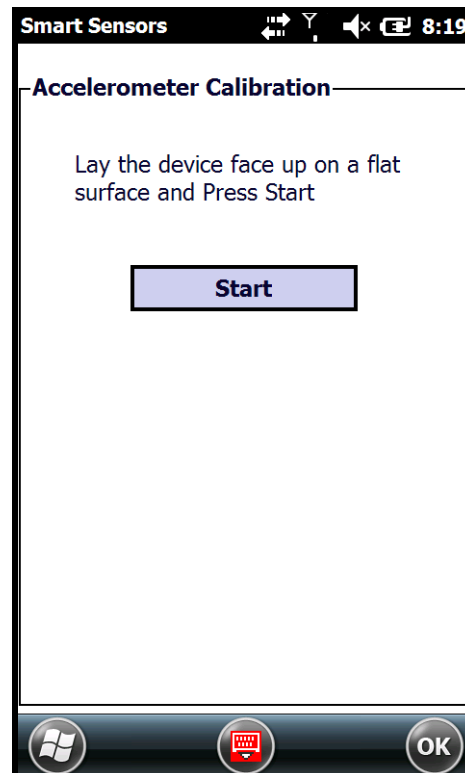 Smart Sensors 8:19
Accelerometer Calibration
Lay the device face up on a flat
surface and Press Start
Start
OK